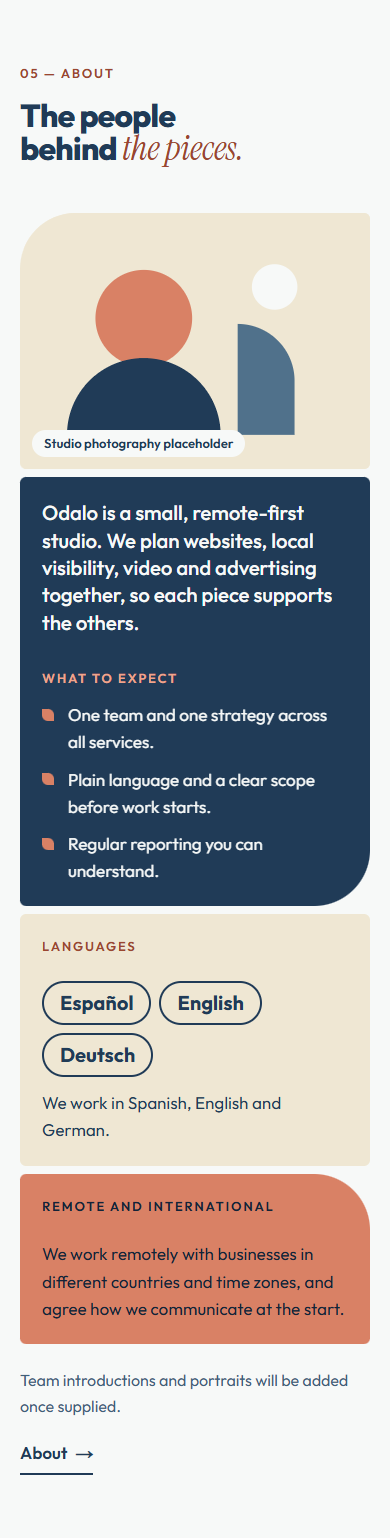 05 — ABOUT
The people
behind the pieces.
Studio photography placeholder
Odalo is a small, remote-first
studio. We plan websites, local
visibility, video and advertising
together, so each piece supports
the others.
WHAT TO EXPECT
One team and one strategy across
all services.
Plain language and a clear scope
before work starts.
Regular reporting you can
understand.
LANGUAGES
Español English
Deutsch
We work in Spanish, English and
German.
REMOTE AND INTERNATIONAL
We work remotely with businesses in
different countries and time zones, and
agree how we communicate at the start.
Team introductions and portraits will be added
once supplied.
About →